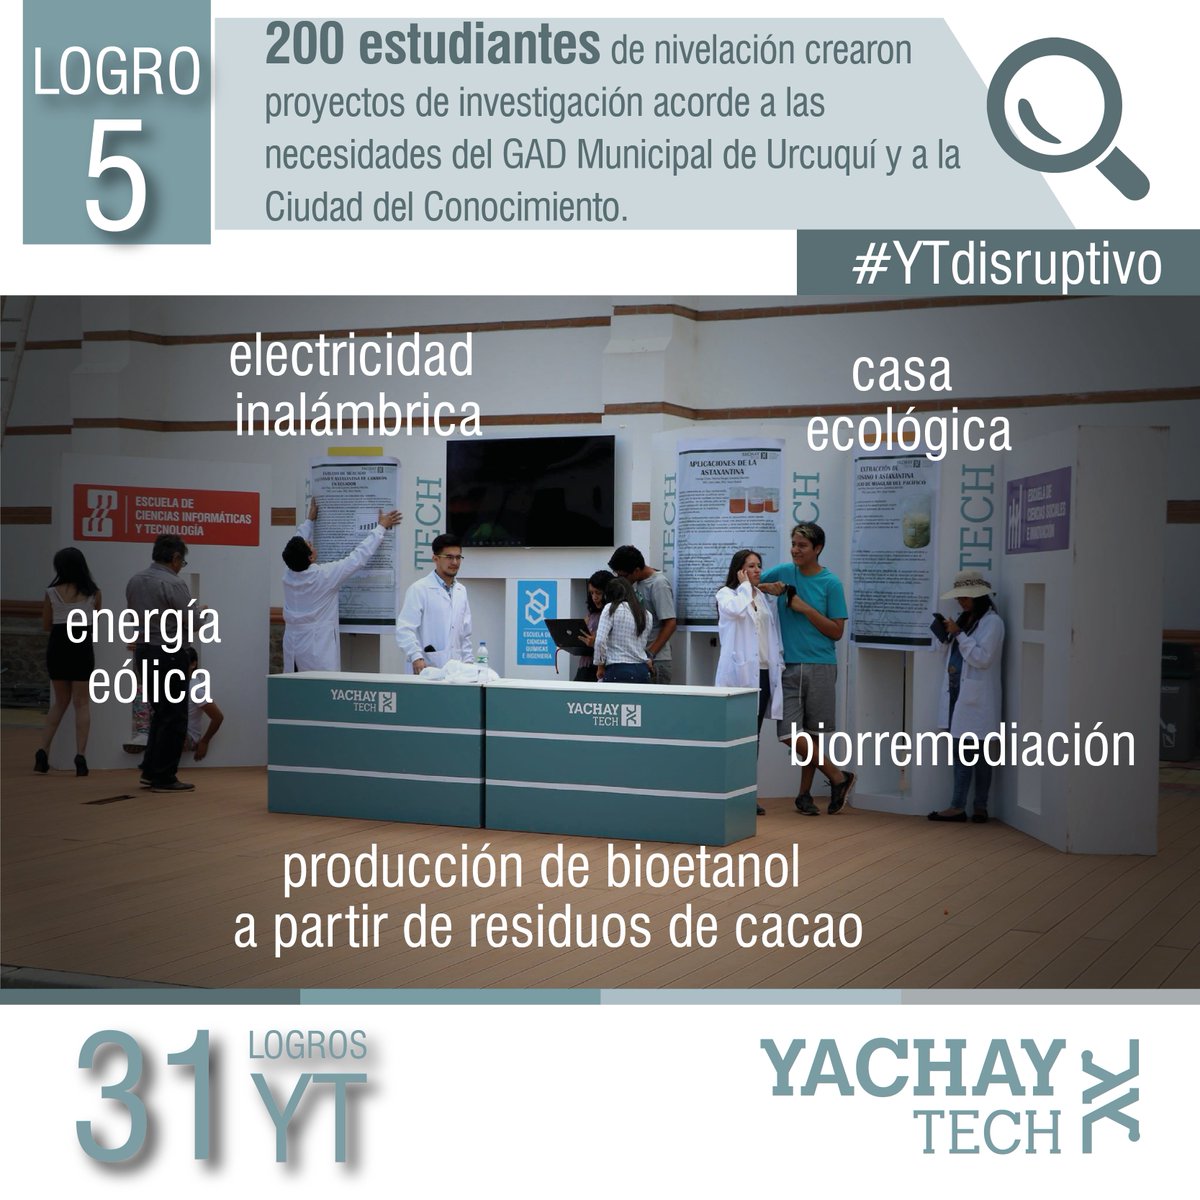 LOGRO
5
200 estudiantes de nivelación crearon
proyectos de investigación acorde a las
necesidades del GAD Municipal de Urcuquí y a la
Ciudad del Conocimiento.
#YTdisruptivo
electricidad
inalámbrica
casa
ecológica
energía
eólica
biorremediación
producción de bioetanol
a partir de residuos de cacao
ESCUELA DE
CIENCIAS INFORMÁTICAS
Y TECNOLOGÍA
TECH
APLICACIONES DE LA
ASTAXANTINA
TECH
TECH
TECH
EXTRACCIÓN DE
ESCUELA DE
CIENCIAS SOCIALES
E INNOVACIÓN
ESCUELA DE
CIENCIAS
QUÍMICAS
E INGENIERÍA
YACHAY
TECH
YACHAY
TECH
31
LOGROS
YT
YACHAY
TECH